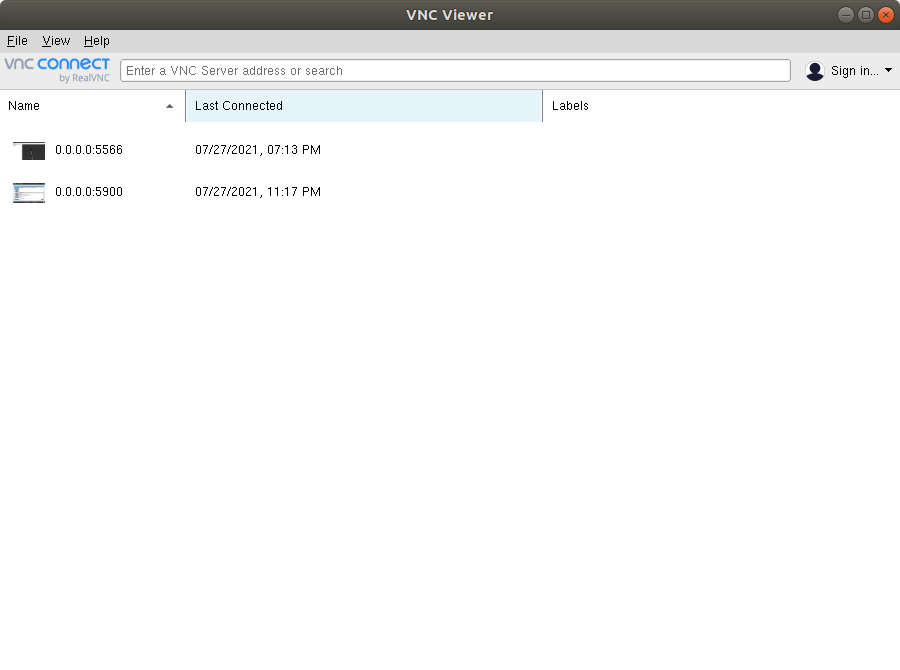 VNC Viewer
File View Help
vnc connect
by RealVNC
Enter a VNC Server address or search
Sign in...
Name Last Connected Labels
0.0.0.0:5566 07/27/2021, 07:13 PM
0.0.0.0:5900 07/27/2021, 11:17 PM